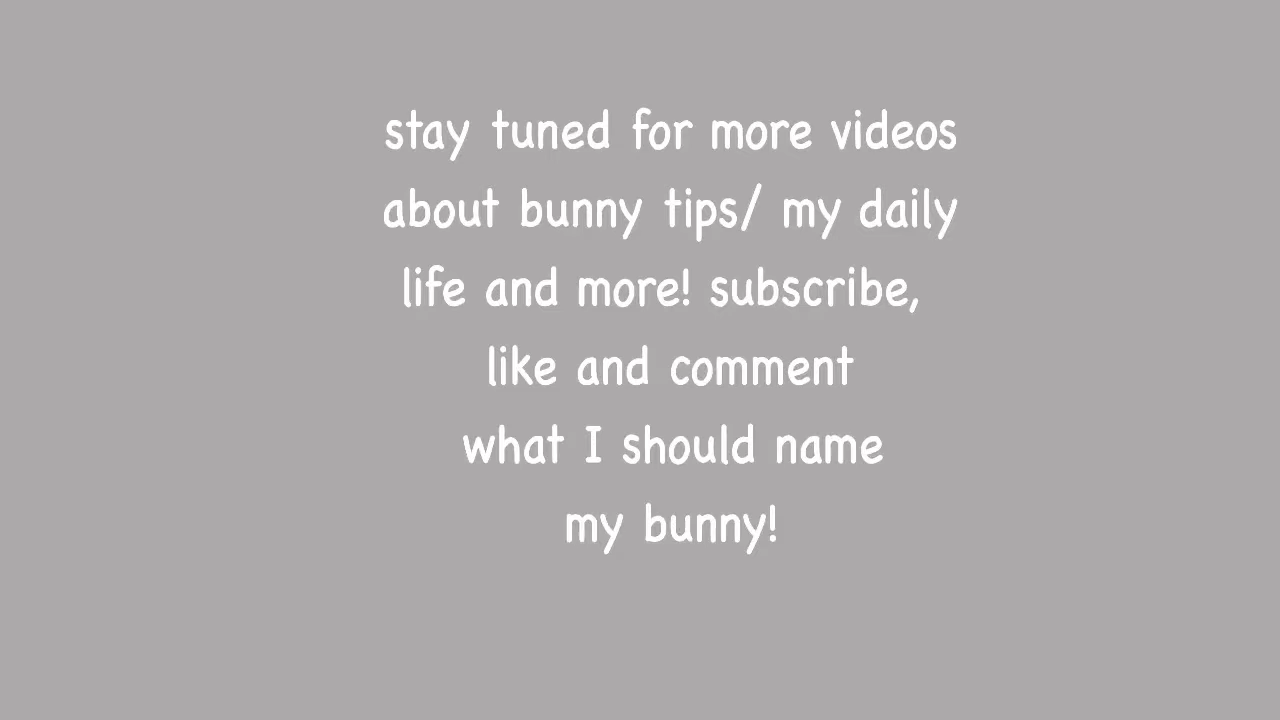 stay tuned for more videos
about bunny tips/ my daily
life and more! subscribe,
like and comment
what I should name
my bunny!